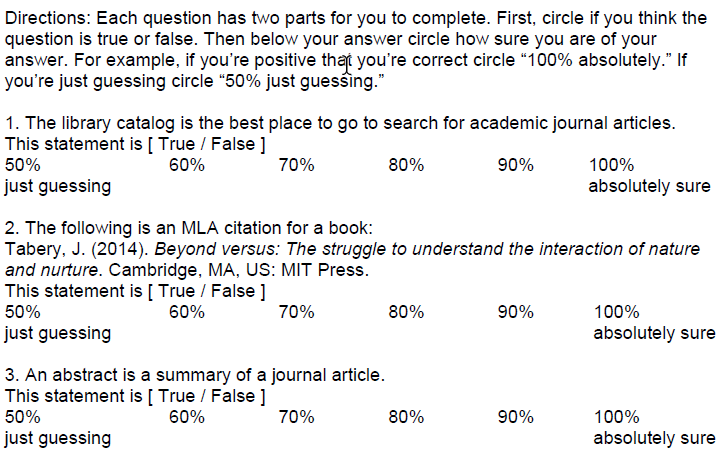 Directions: Each question has two parts for you to complete. First, circle if you think the
question is true or false. Then below your answer circle how sure you are of your
answer. For example, if you're positive that you're correct circle “100% absolutely.” If
you're just guessing circle “50% just guessing.”
1. The library catalog is the best place to go to search for academic journal articles.
This statement is [ True / False ]
50% 60% 70% 80% 90% 100%
just guessing absolutely sure
2. The following is an MLA citation for a book:
Tabery, J. (2014). Beyond versus: The struggle to understand the interaction of nature
and nurture. Cambridge, MA, US: MIT Press.
This statement is [ True / False ]
50% 60% 70% 80% 90% 100%
just guessing absolutely sure
3. An abstract is a summary of a journal article.
This statement is [ True / False ]
50% 60% 70% 80% 90% 100%
just guessing absolutely sure